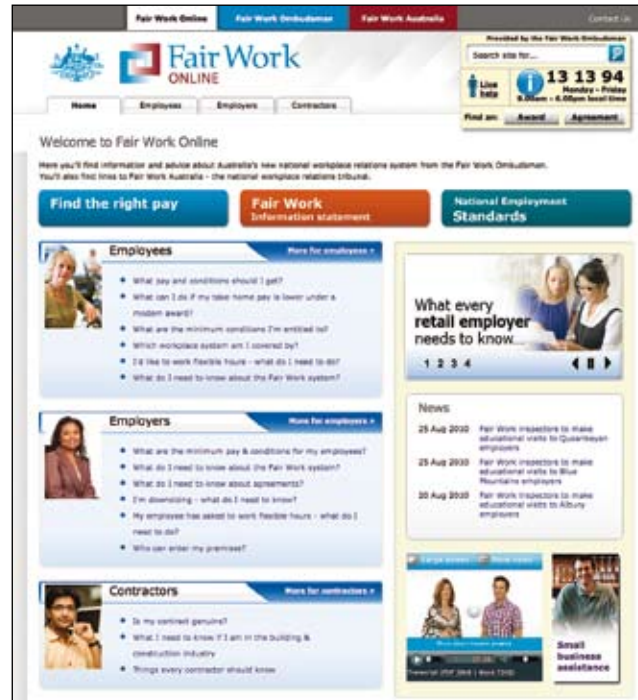 Fair Work Online
Fair Work Ombudsman
Fair Work Australia
Contact Us
Fair Work
ONLINE
Provided by the Fair Work Ombudsman
Search site for...
Live help
13 13 94
Monday - Friday
8.00am - 6.00pm local time
Find an: Award Agreement
Home
Employees
Employers
Contractors
Welcome to Fair Work Online
Here you'll find information and advice about Australia's new national workplace relations system from the Fair Work Ombudsman.
You'll also find links to Fair Work Australia - the national workplace relations tribunal.
Find the right pay
Fair Work
Information statement
National Employment
Standards
Employees
More for employees »
What pay and conditions should I get?
What can I do if my take home pay is lower under a
modern award?
What are the minimum conditions I'm entitled to?
Which workplace system am I covered by?
I'd like to work flexible hours - what do I need to do?
What do I need to know about the Fair Work system?
Employers
More for employers »
What are the minimum pay & conditions for my employees?
What do I need to know about the Fair Work system?
What do I need to know about agreements?
I'm downsizing - what do I need to know?
My employee has asked to work flexible hours - what do I
need to do?
Who can enter my premises?
Contractors
More for contractors »
Is my contract genuine?
What I need to know if I am in the building &
construction industry
Things every contractor should know
What every
retail employer
needs to know...
1 2 3 4
News
25 Aug 2010 Fair Work inspectors to make
educational visits to Queanbeyan
employers
25 Aug 2010 Fair Work inspectors to make
educational visits to Blue
Mountains employers
20 Aug 2010 Fair Work inspectors to make
educational visits to Albury
employers
Large screen
Small
business
assistance